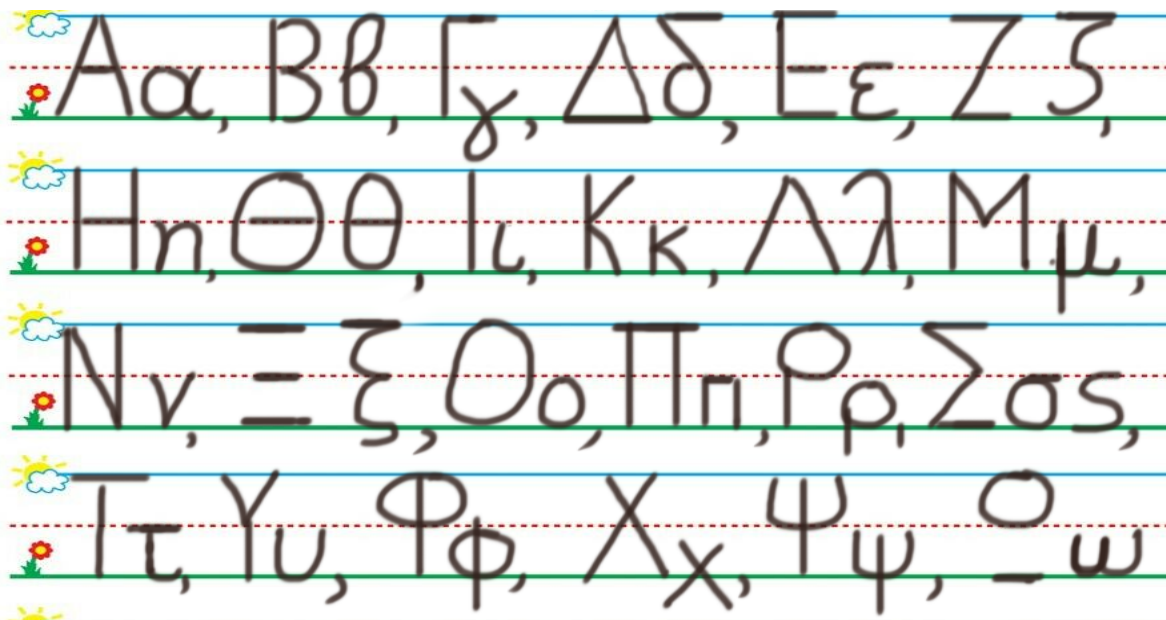 Αα, Ββ, Γγ, Δδ, Εε, Ζζ,
Ηη, Θθ, Ιι, Κκ, Λλ, Μμ,
Νν, Ξξ, Οο, Ππ, Ρρ, Σσς,
Ττ, Υυ, Φφ, Χχ, Ψψ, Ωω